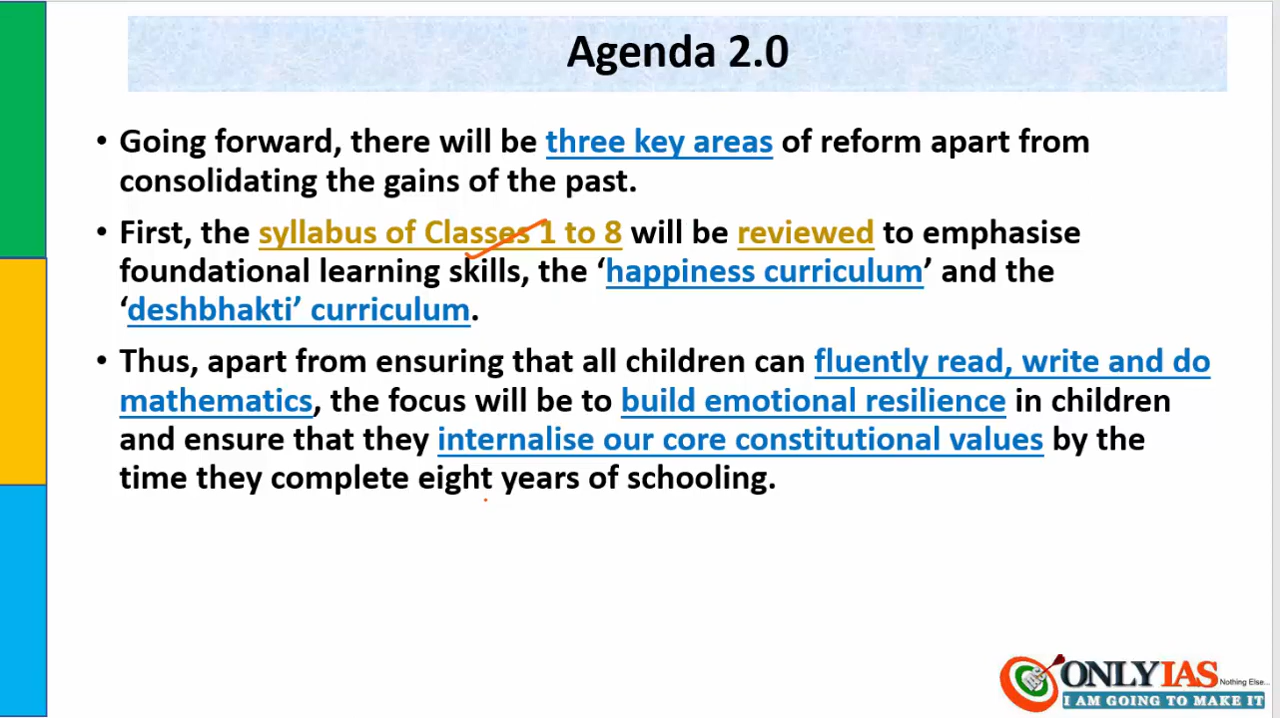 Agenda 2.0
• Going forward, there will be three key areas of reform apart from
consolidating the gains of the past.
• First, the syllabus of Classes 1 to 8 will be reviewed to emphasise
foundational learning skills, the ‘happiness curriculum’ and the
‘deshbhakti’ curriculum.
• Thus, apart from ensuring that all children can fluently read, write and do
mathematics, the focus will be to build emotional resilience in children
and ensure that they internalise our core constitutional values by the
time they complete eight years of schooling.
ONLYIAS Nothing Else...
I AM GOING TO MAKE IT